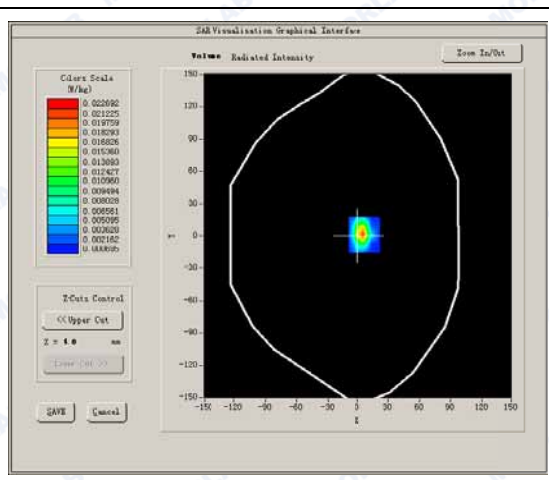 SAR Visualisation Graphical Interface
Volume Radiated Intensity
Zoom In/Out
Colors Scale
(W/kg)
0.022692
0.021225
0.019759
0.018293
0.016826
0.015360
0.013893
0.012427
0.010960
0.009494
0.008028
0.006561
0.005095
0.003628
0.002162
0.000695
150
120
90
60
30
0
-30
-60
-90
-120
-150
Y
-150 -120 -90 -60 -30 0 30 60 90 120 150
X
Z-Cuts Control
<< Upper Cut
Z = 4.0 mm
Lower Cut >>
SAVE Cancel